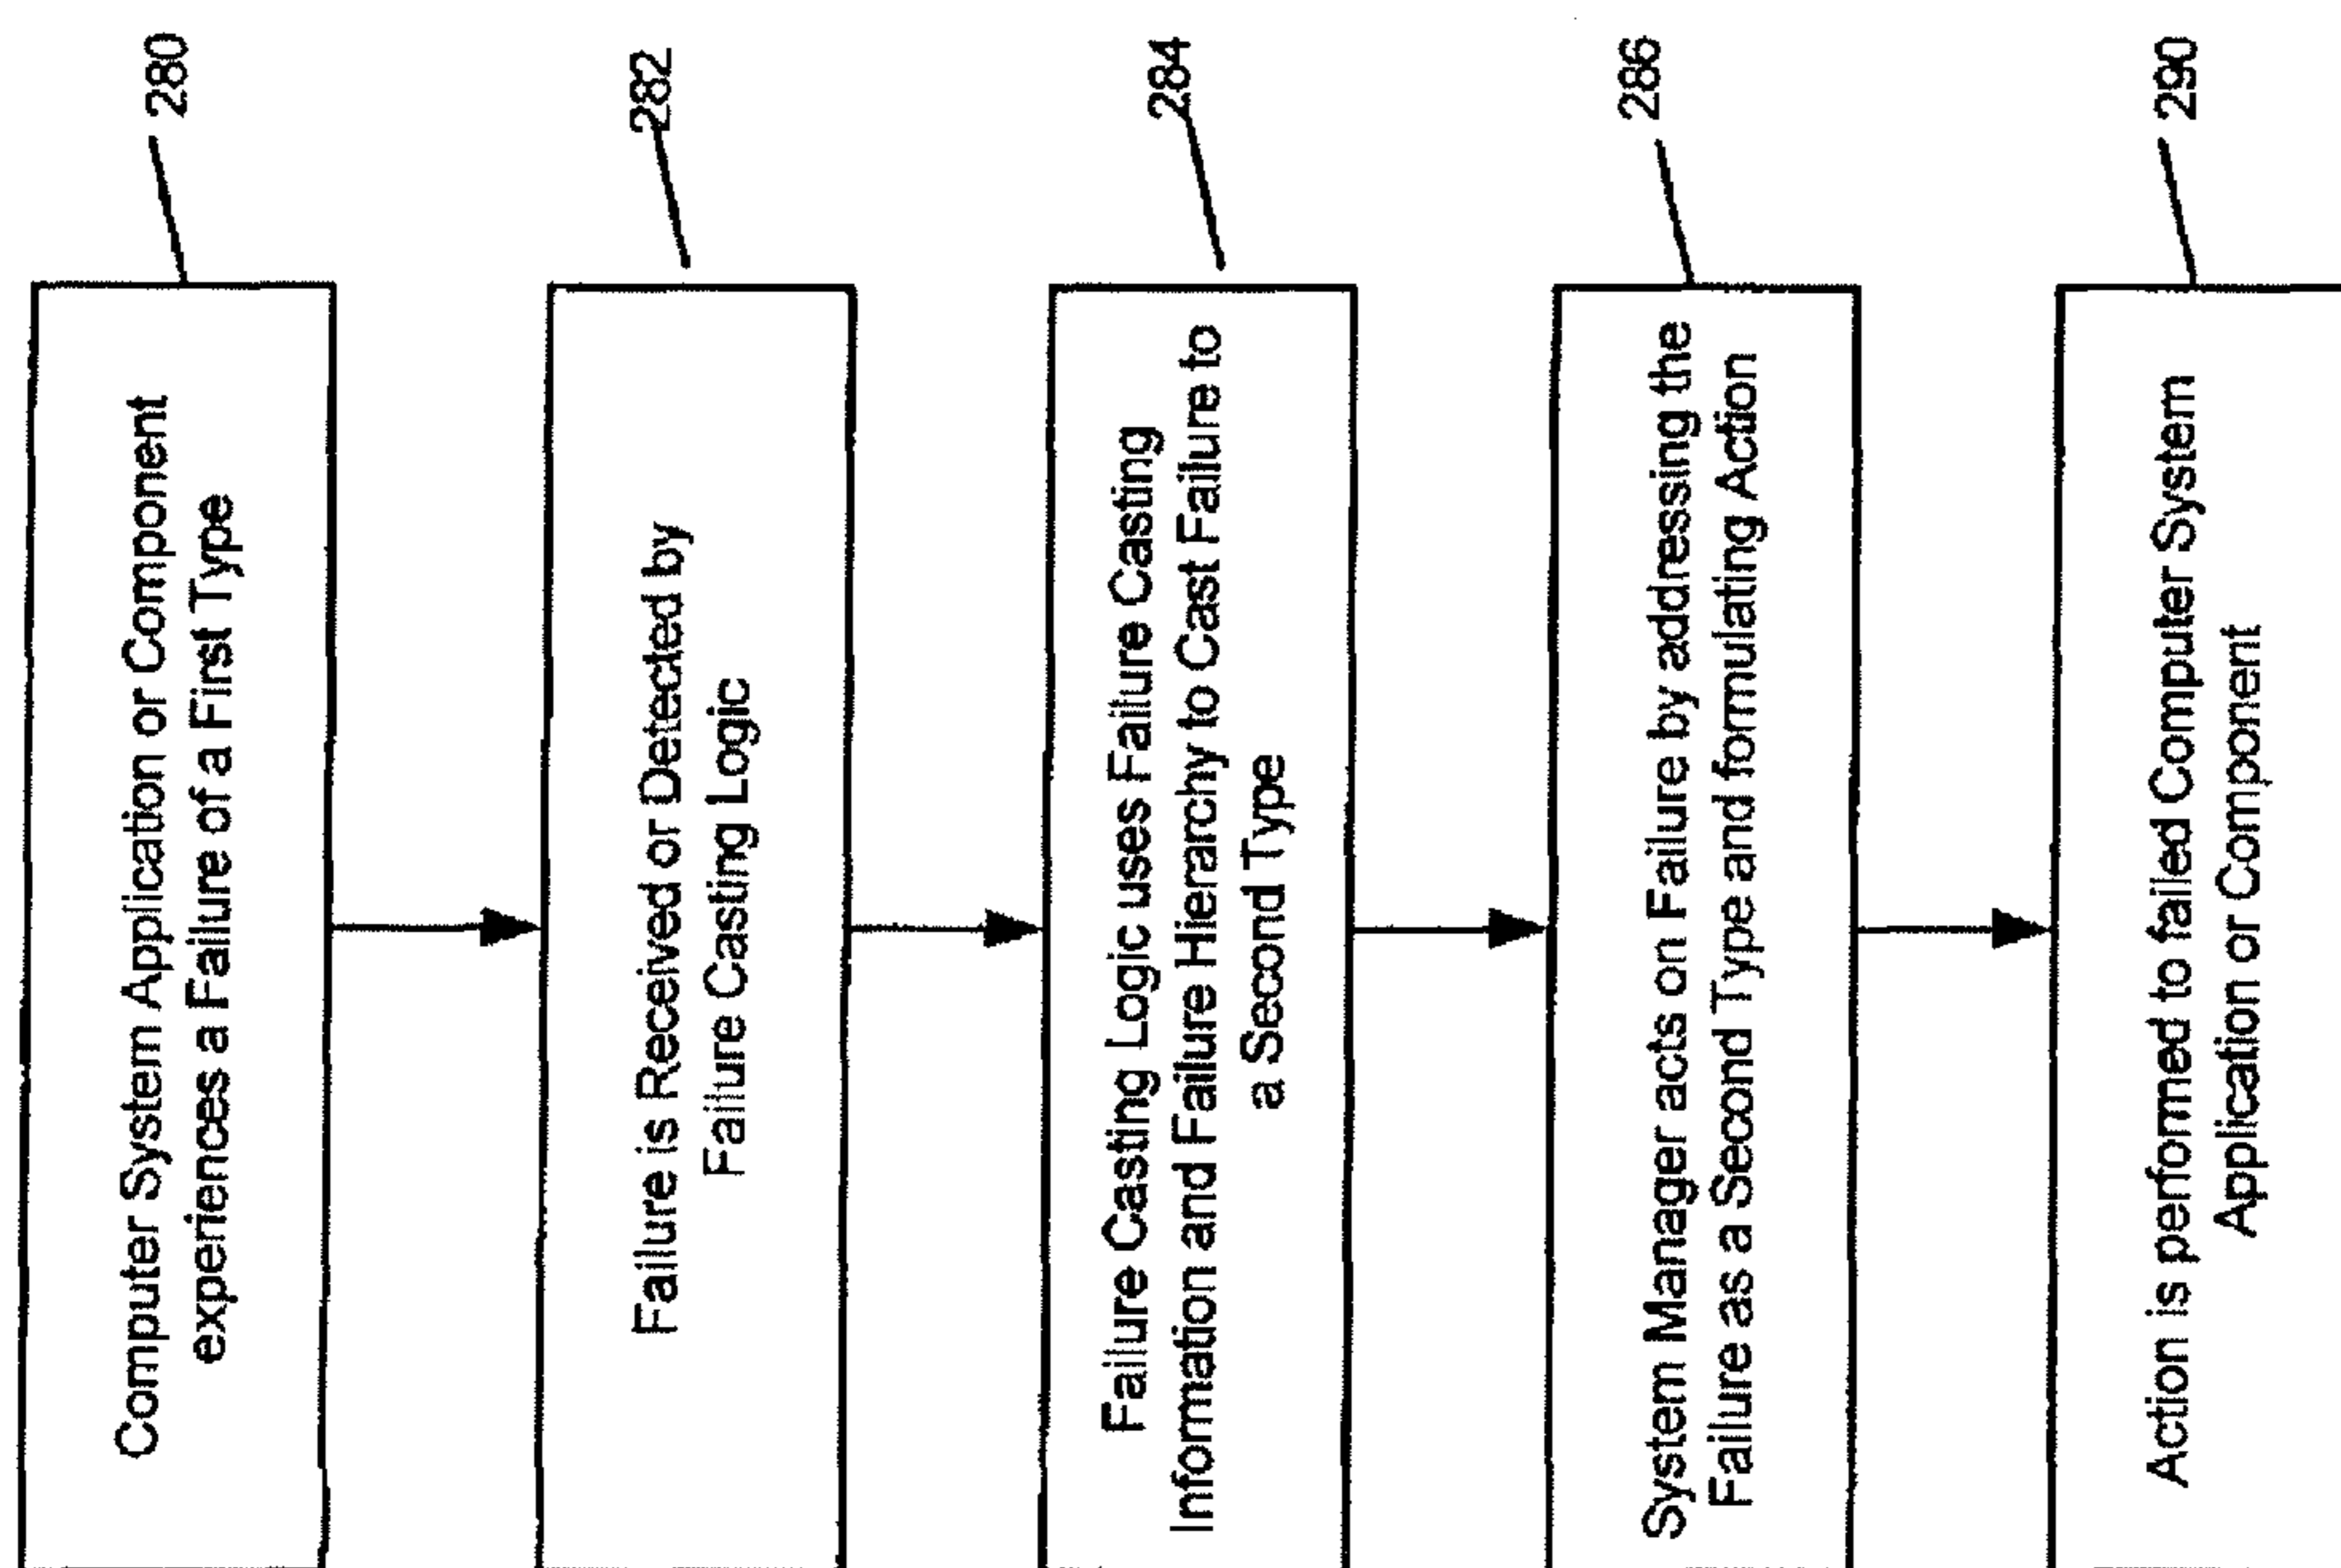 280
Computer System Application or Component
experiences a Failure of a First Type
282
Failure is Received or Detected by
Failure Casting Logic
284
Failure Casting Logic uses Failure Casting
Information and Failure Hierarchy to Cast Failure to
a Second Type
286
System Manager acts on Failure by addressing the
Failure as a Second Type and formulating Action
290
Action is performed to failed Computer System
Application or Component